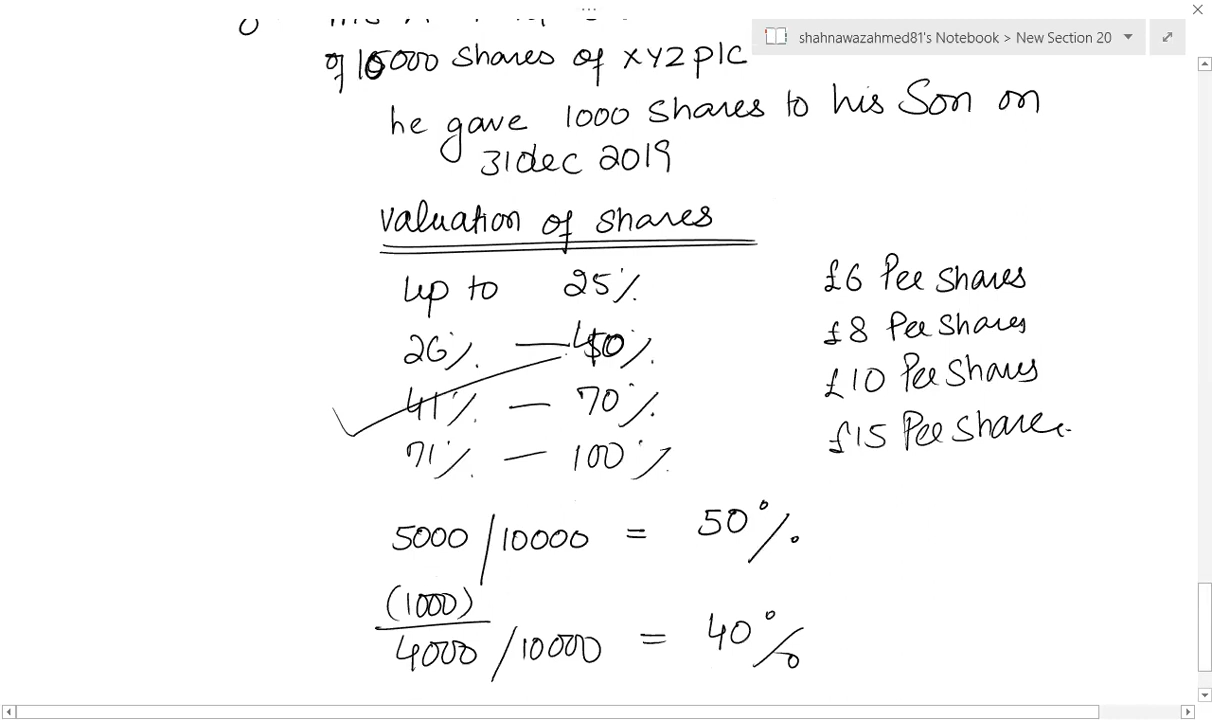 shahnawazahmed81's Notebook > New Section 20
of 10000 shares of XYZ plc
he gave 1000 shares to his son on
31 dec 2019
Valuation of shares
Up to 25% £6 Per shares
26% — 40% £8 Per shares
41% — 70% £10 Per shares
71% — 100% £15 Per shares
5000 / 10000 = 50%
(1000)
4000 / 10000 = 40%